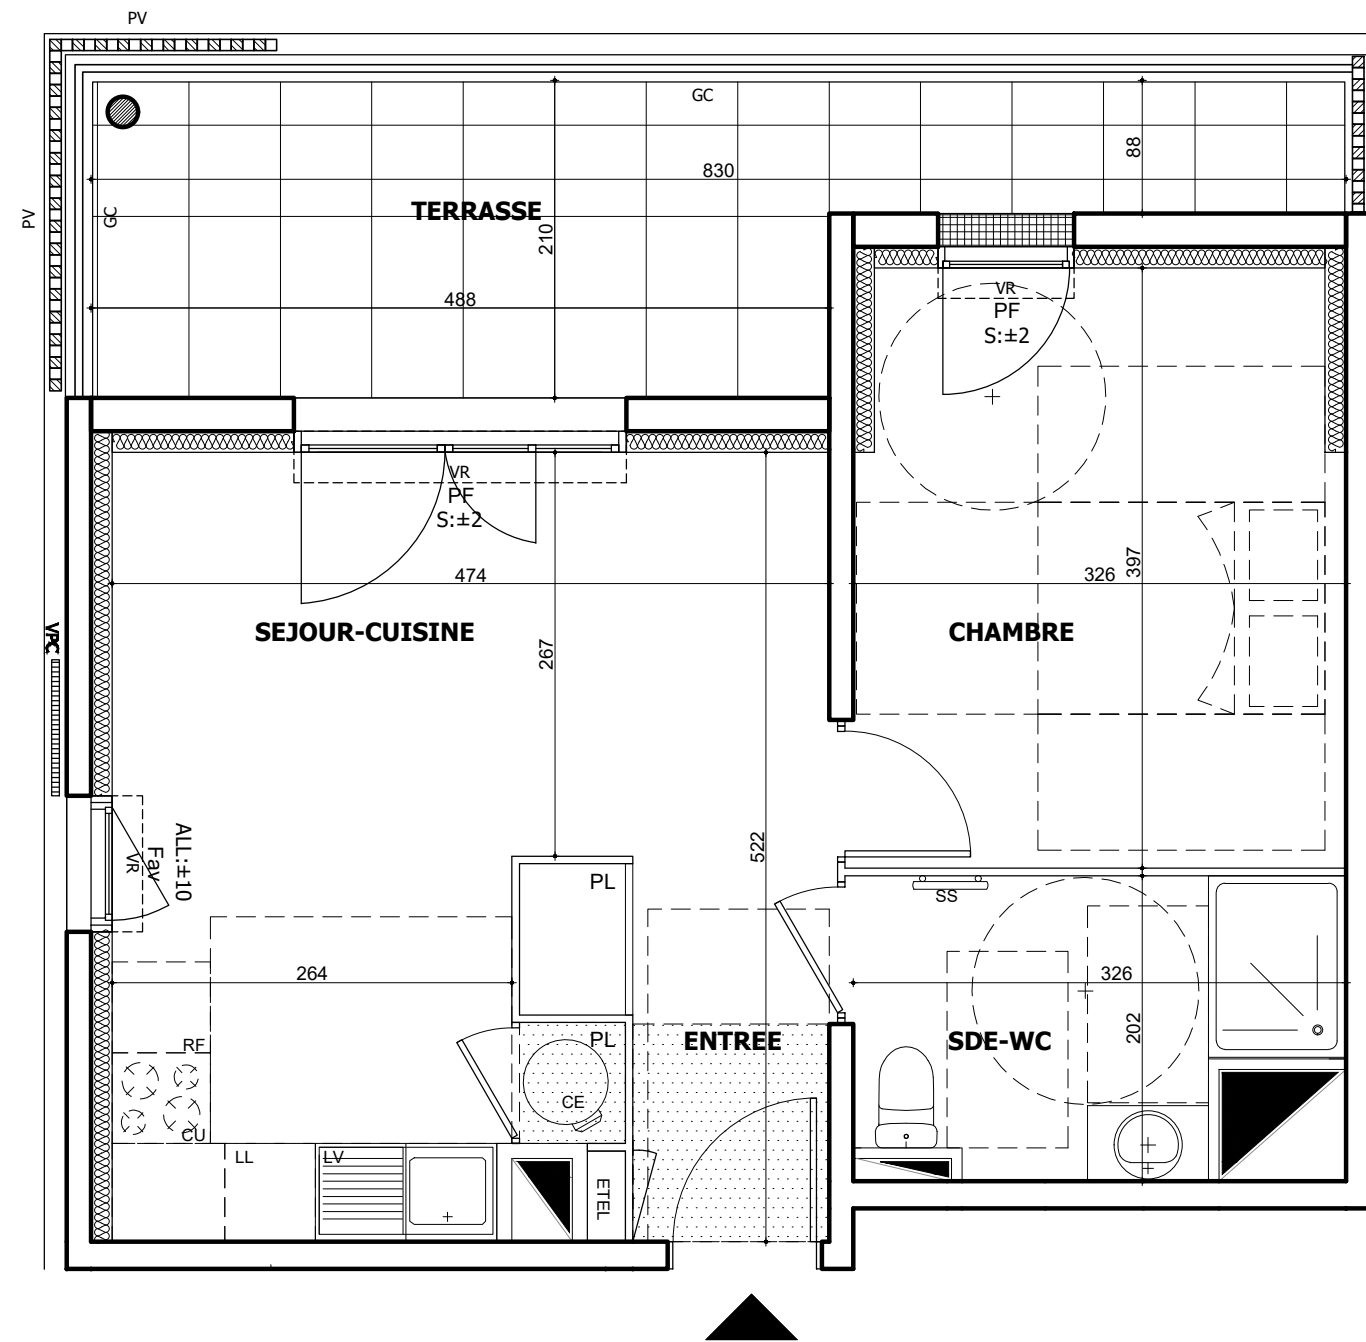 PV
PV
GC
GC
830
88
TERRASSE
210
488
VR
PF
S:±2
VR
PF
S:±2
474
326
397
SEJOUR-CUISINE
CHAMBRE
267
VPC
522
ALL:±10
Fav
VR
PL
SS
264
326
202
RF
PL
ENTREE
SDE-WC
CE
CU
LL
LV
ETEL